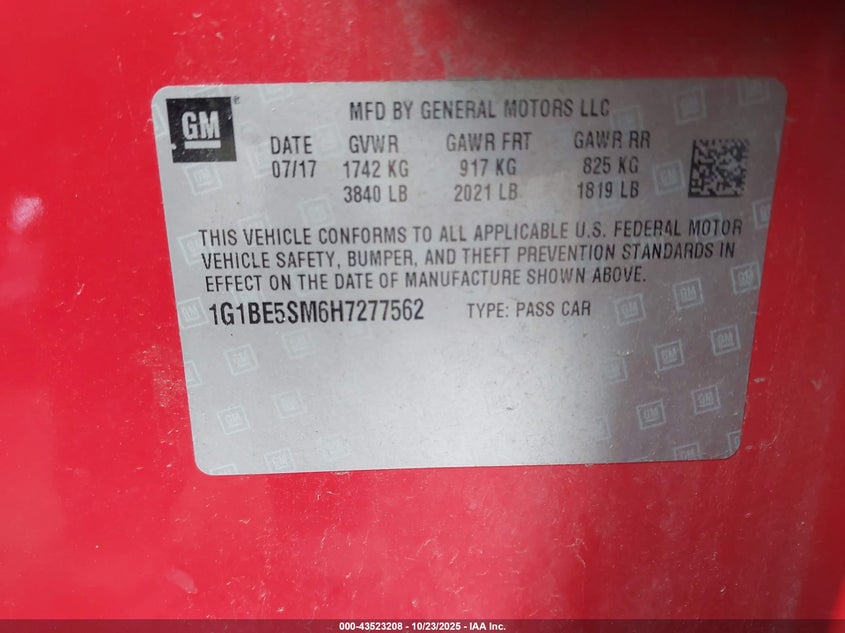 GM
®
MFD BY GENERAL MOTORS LLC
DATE GVWR GAWR FRT GAWR RR
07/17 1742 KG 917 KG 825 KG
3840 LB 2021 LB 1819 LB
THIS VEHICLE CONFORMS TO ALL APPLICABLE U.S. FEDERAL MOTOR
VEHICLE SAFETY, BUMPER, AND THEFT PREVENTION STANDARDS IN
EFFECT ON THE DATE OF MANUFACTURE SHOWN ABOVE.
1G1BE5SM6H7277562 TYPE: PASS CAR
000-43523208 - 10/23/2025 - IAA Inc.